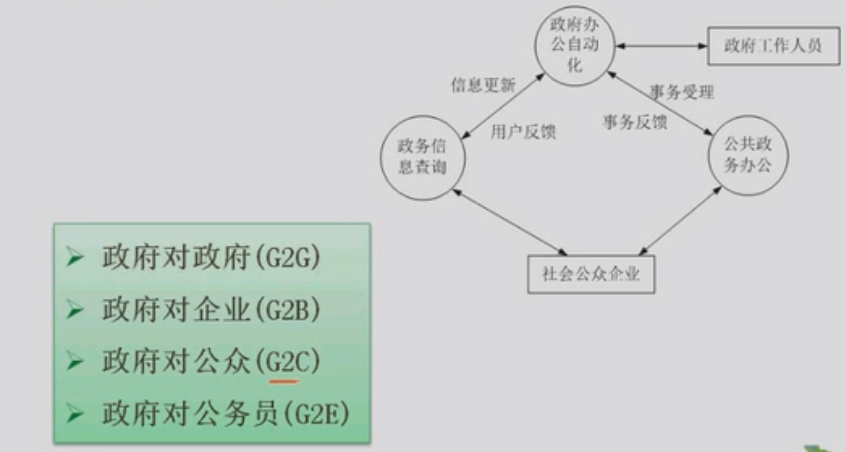 政府办
公自动
化
政府工作人员
信息更新
事务受理
用户反馈
事务反馈
政务信
息查询
公共政
务办公
社会公众企业
政府对政府(G2G)
政府对企业(G2B)
政府对公众(G2C)
政府对公务员(G2E)